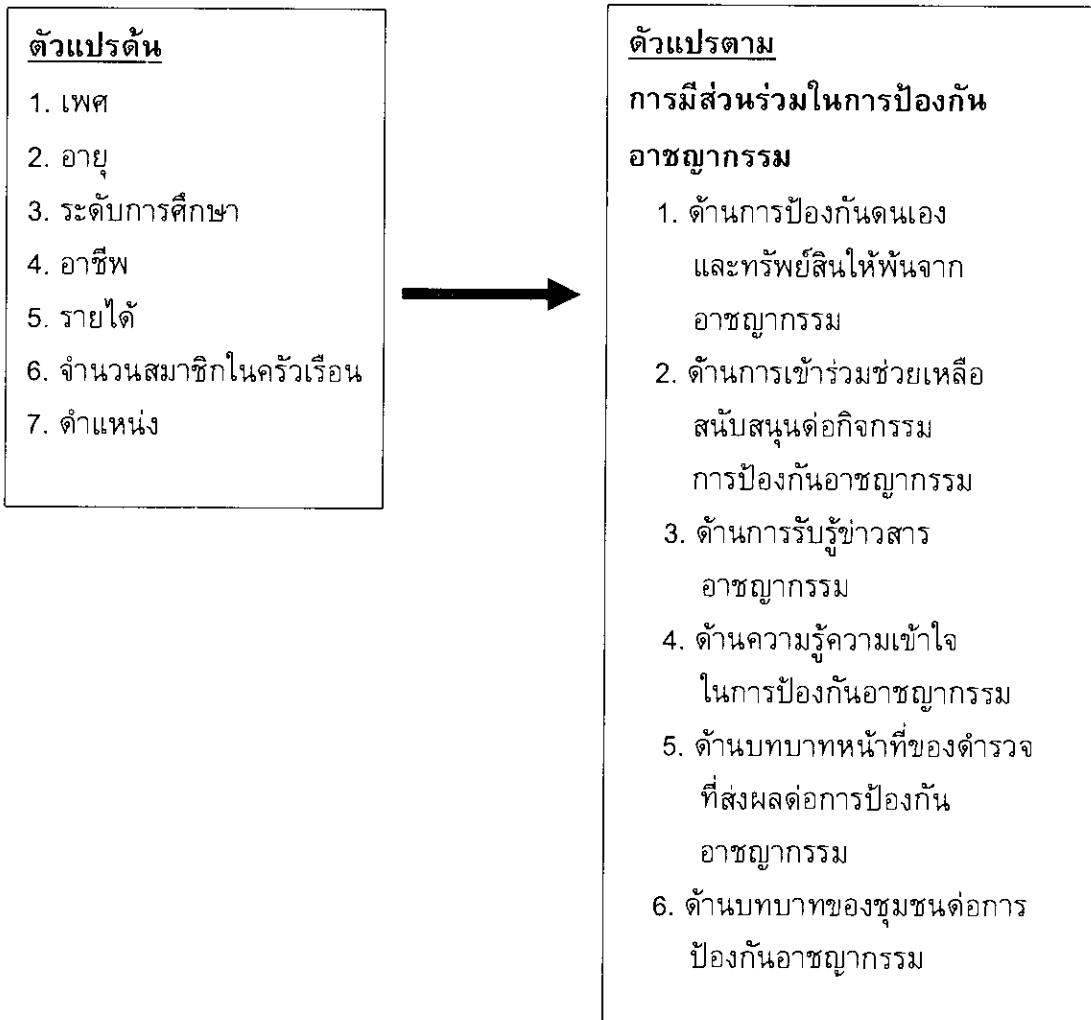 ตัวแปรต้น
1. เพศ
2. อายุ
3. ระดับการศึกษา
4. อาชีพ
5. รายได้
6. จำนวนสมาชิกในครัวเรือน
7. ตำแหน่ง
ตัวแปรตาม
การมีส่วนร่วมในการป้องกัน
อาชญากรรม
1. ด้านการป้องกันตนเอง
และทรัพย์สินให้พ้นจาก
อาชญากรรม
2. ด้านการเข้าร่วมช่วยเหลือ
สนับสนุนต่อกิจกรรม
การป้องกันอาชญากรรม
3. ด้านการรับรู้ข่าวสาร
อาชญากรรม
4. ด้านความรู้ความเข้าใจ
ในการป้องกันอาชญากรรม
5. ด้านบทบาทหน้าที่ของตำรวจ
ที่ส่งผลต่อการป้องกัน
อาชญากรรม
6. ด้านบทบาทของชุมชนต่อการ
ป้องกันอาชญากรรม